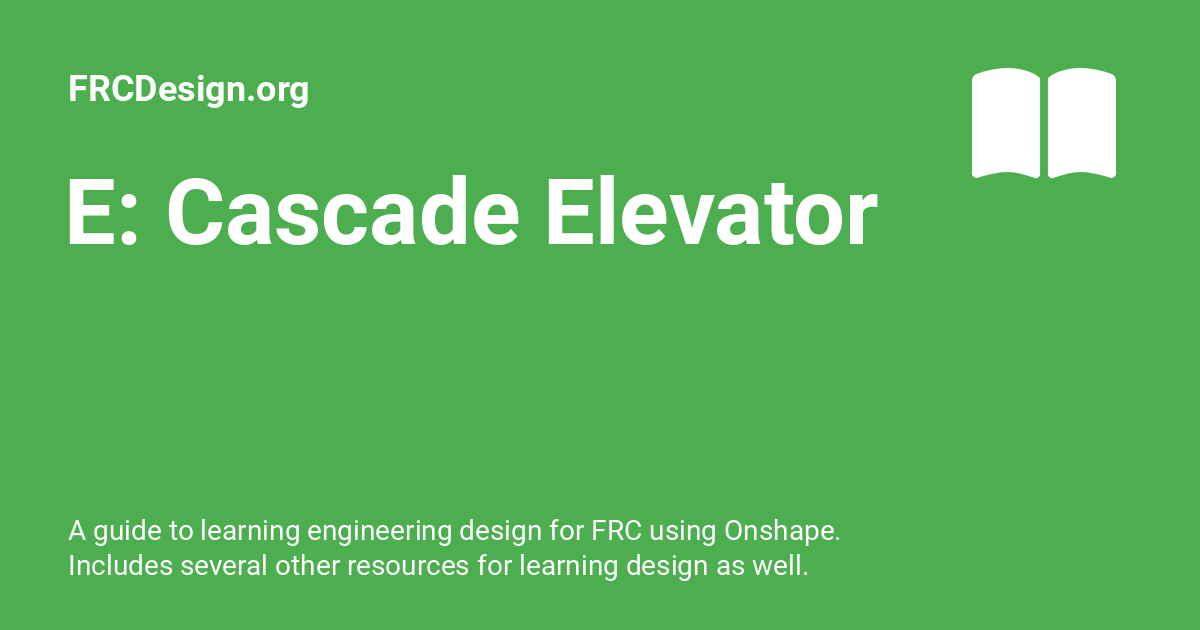 FRCDesign.org
E: Cascade Elevator
A guide to learning engineering design for FRC using Onshape.
Includes several other resources for learning design as well.